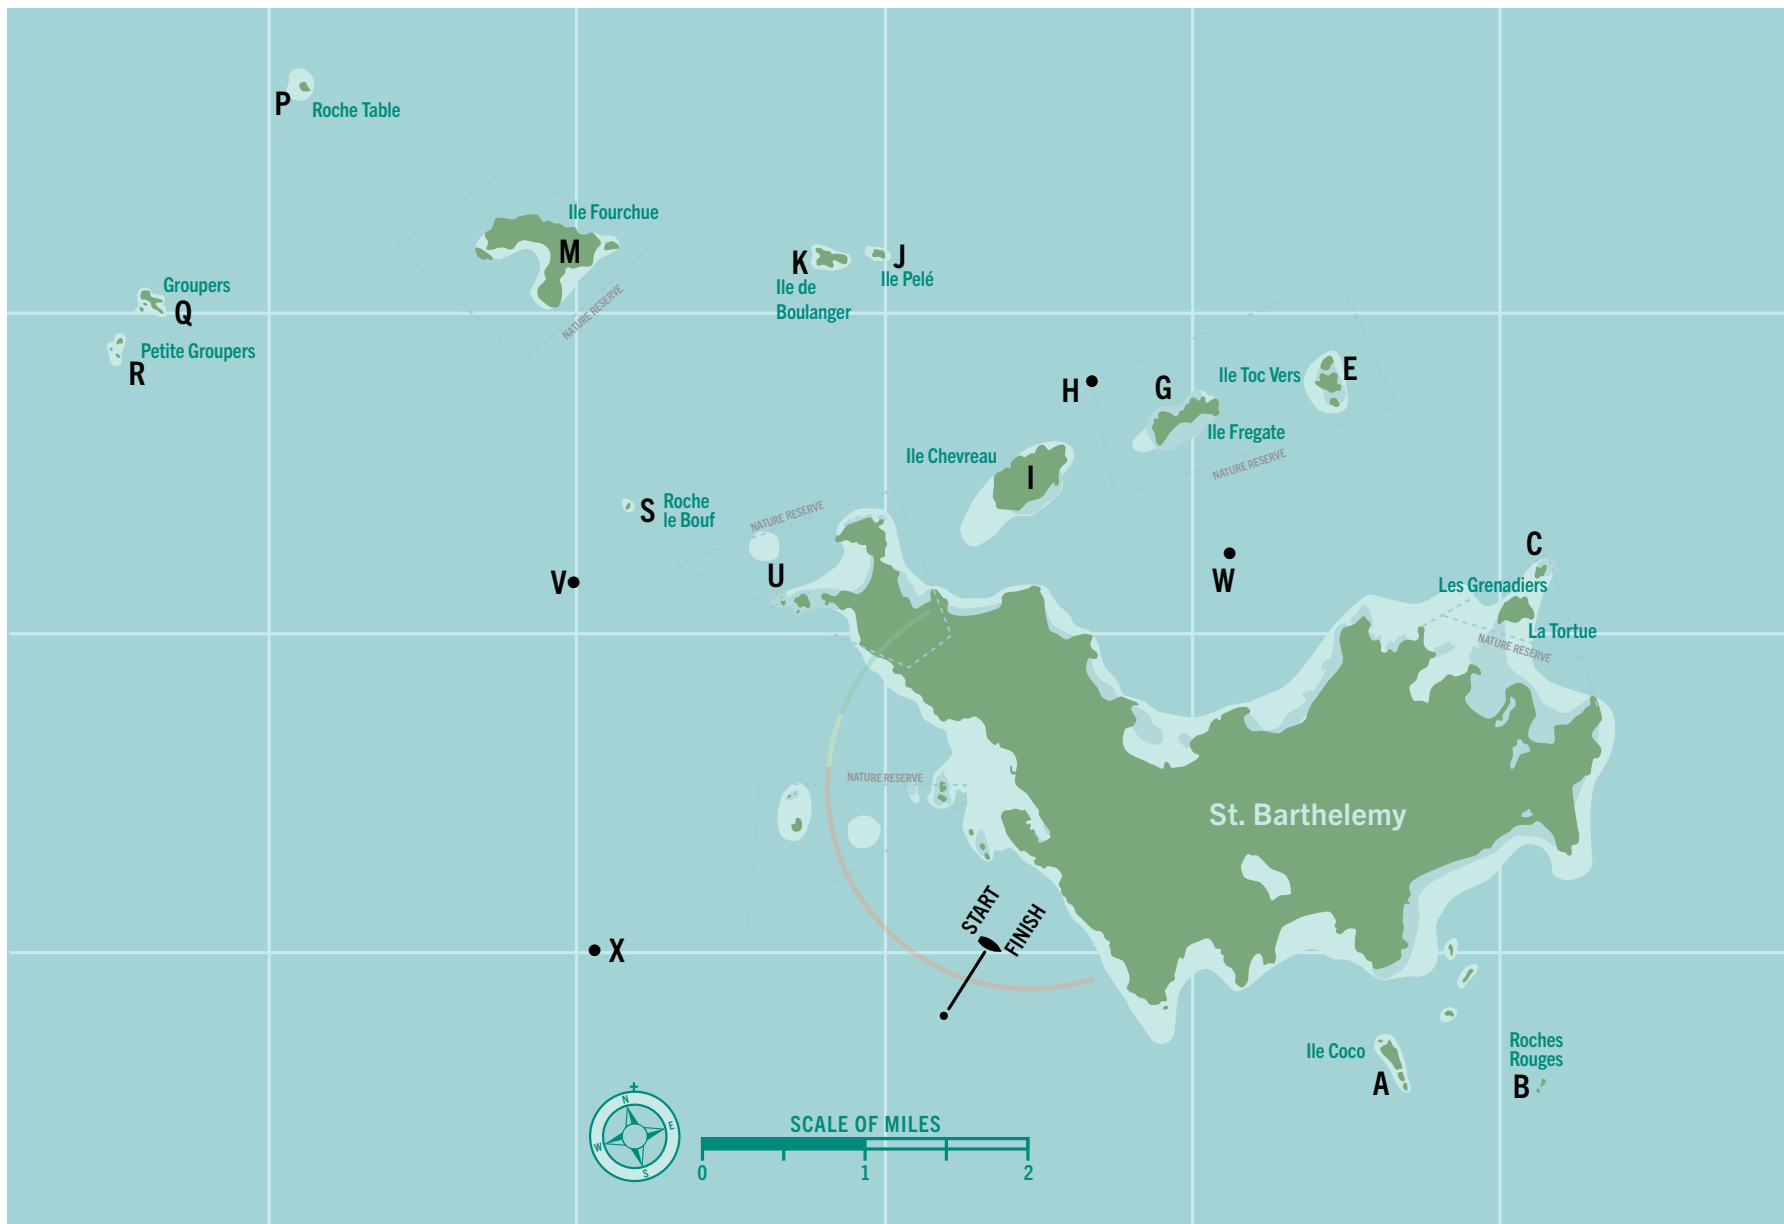 P
Roche Table
Ile Fourchue
M
K
J
Ile Pelé
Ile de
Boulanger
Groupers
Q
Petite Groupers
R
NATURE RESERVE
H
G
Ile Toc Vers
E
Ile Fregate
NATURE RESERVE
Ile Chevreau
I
S
Roche
le Bouf
NATURE RESERVE
U
V
W
C
Les Grenadiers
La Tortue
NATURE RESERVE
NATURE RESERVE
St. Barthelemy
START
FINISH
X
Ile Coco
A
Roches
Rouges
B
N
E
W
S
SCALE OF MILES
0
1
2